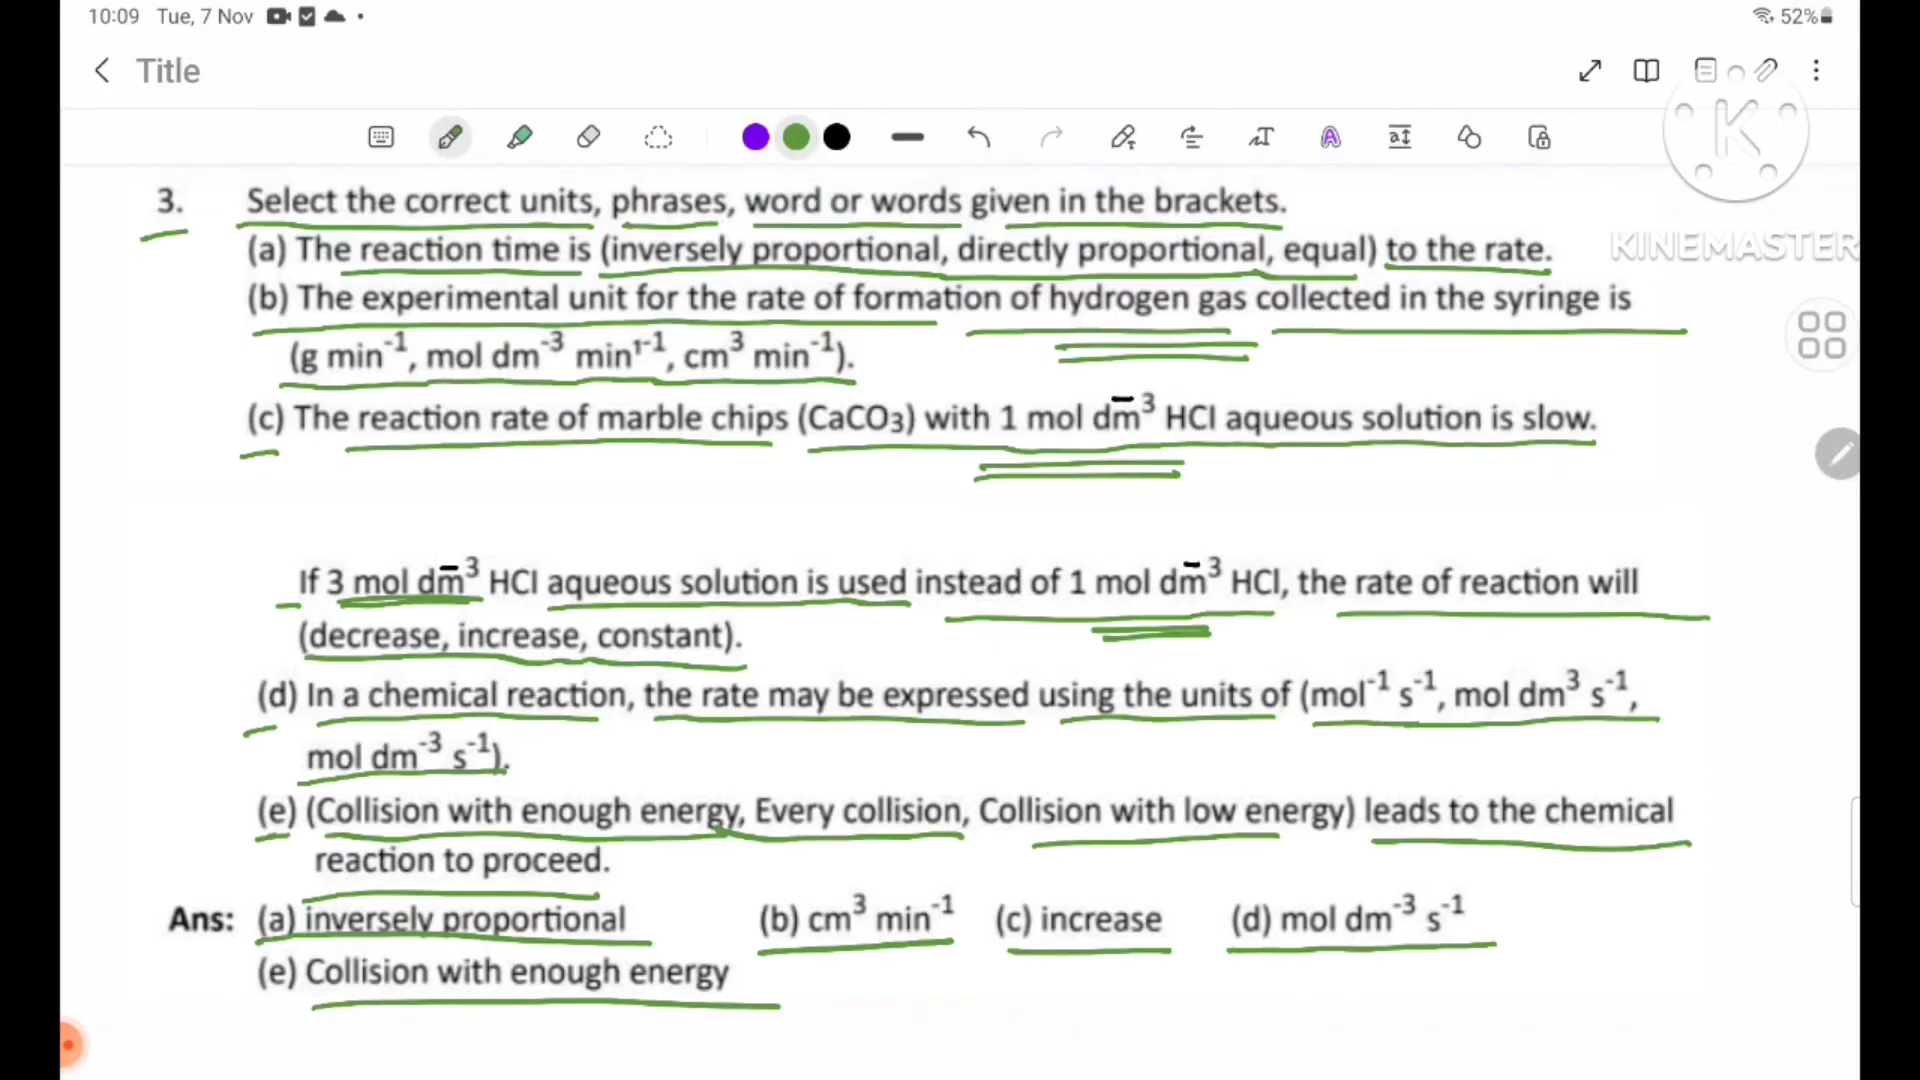 10:09 Tue, 7 Nov
52%
Title
K
KINEMASTER
3. Select the correct units, phrases, word or words given in the brackets.
(a) The reaction time is (inversely proportional, directly proportional, equal) to the rate.
(b) The experimental unit for the rate of formation of hydrogen gas collected in the syringe is
(g min⁻¹, mol dm⁻³ min⁻¹, cm³ min⁻¹).
(c) The reaction rate of marble chips (CaCO₃) with 1 mol dm⁻³ HCl aqueous solution is slow.
If 3 mol dm⁻³ HCl aqueous solution is used instead of 1 mol dm⁻³ HCl, the rate of reaction will
(decrease, increase, constant).
(d) In a chemical reaction, the rate may be expressed using the units of (mol⁻¹ s⁻¹, mol dm³ s⁻¹,
mol dm⁻³ s⁻¹).
(e) (Collision with enough energy, Every collision, Collision with low energy) leads to the chemical
reaction to proceed.
Ans: (a) inversely proportional (b) cm³ min⁻¹ (c) increase (d) mol dm⁻³ s⁻¹
(e) Collision with enough energy